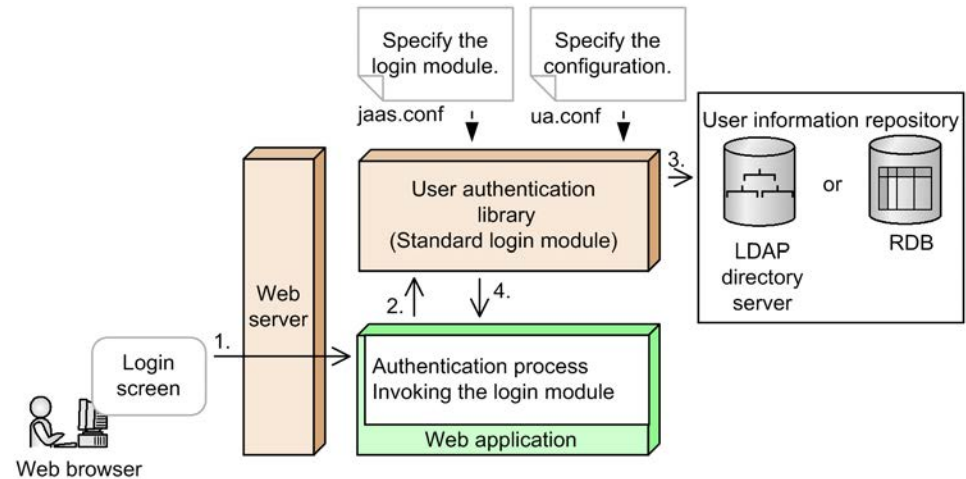 Specify the
login module.
jaas.conf
Specify the
configuration.
ua.conf
User information repository
LDAP
directory
server
or
RDB
3.
User authentication
library
(Standard login module)
2.
4.
Web
server
1.
Login
screen
Authentication process
Invoking the login module
Web application
Web browser